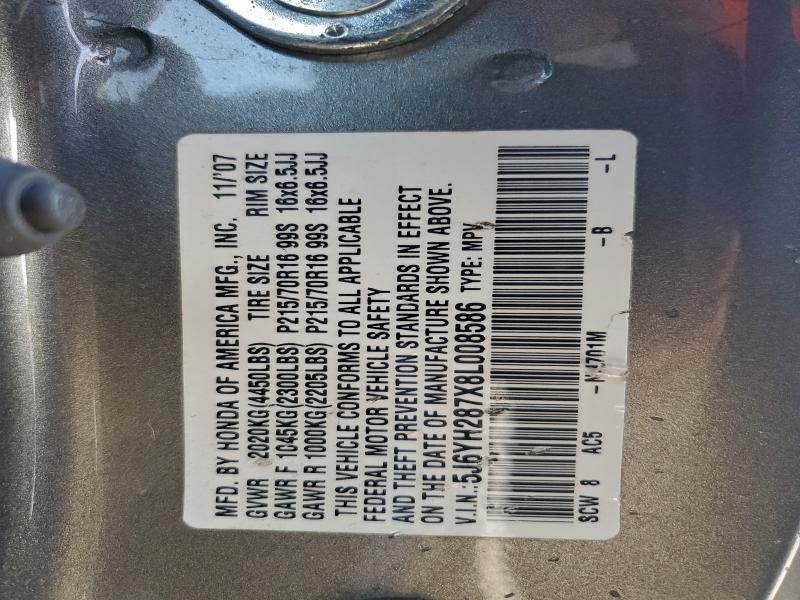 MFD. BY HONDA OF AMERICA MFG., INC. 11/'07
GVWR 2020KG(4450LBS) TIRE SIZE RIM SIZE
GAWR F 1045KG(2300LBS) P215/70R16 99S 16x6.5JJ
GAWR R 1000KG(2205LBS) P215/70R16 99S 16x6.5JJ
THIS VEHICLE CONFORMS TO ALL APPLICABLE
FEDERAL MOTOR VEHICLE SAFETY
AND THEFT PREVENTION STANDARDS IN EFFECT
ON THE DATE OF MANUFACTURE SHOWN ABOVE.
V.I.N.:5J6YH287X8L008586 TYPE: MPV
SCW 8 AC5 - -B -L